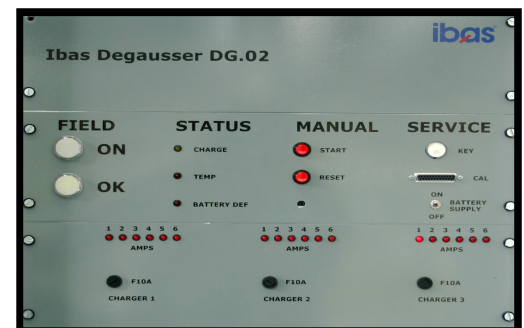 ibas
Ibas Degausser DG.02
FIELD STATUS MANUAL SERVICE
ON CHARGE START KEY
TEMP RESET CAL
OK
ON
BATTERY DEF BATTERY SUPPLY
OFF
1 2 3 4 5 6 1 2 3 4 5 6 1 2 3 4 5 6
AMPS AMPS AMPS
F10A F10A F10A
CHARGER 1 CHARGER 2 CHARGER 3